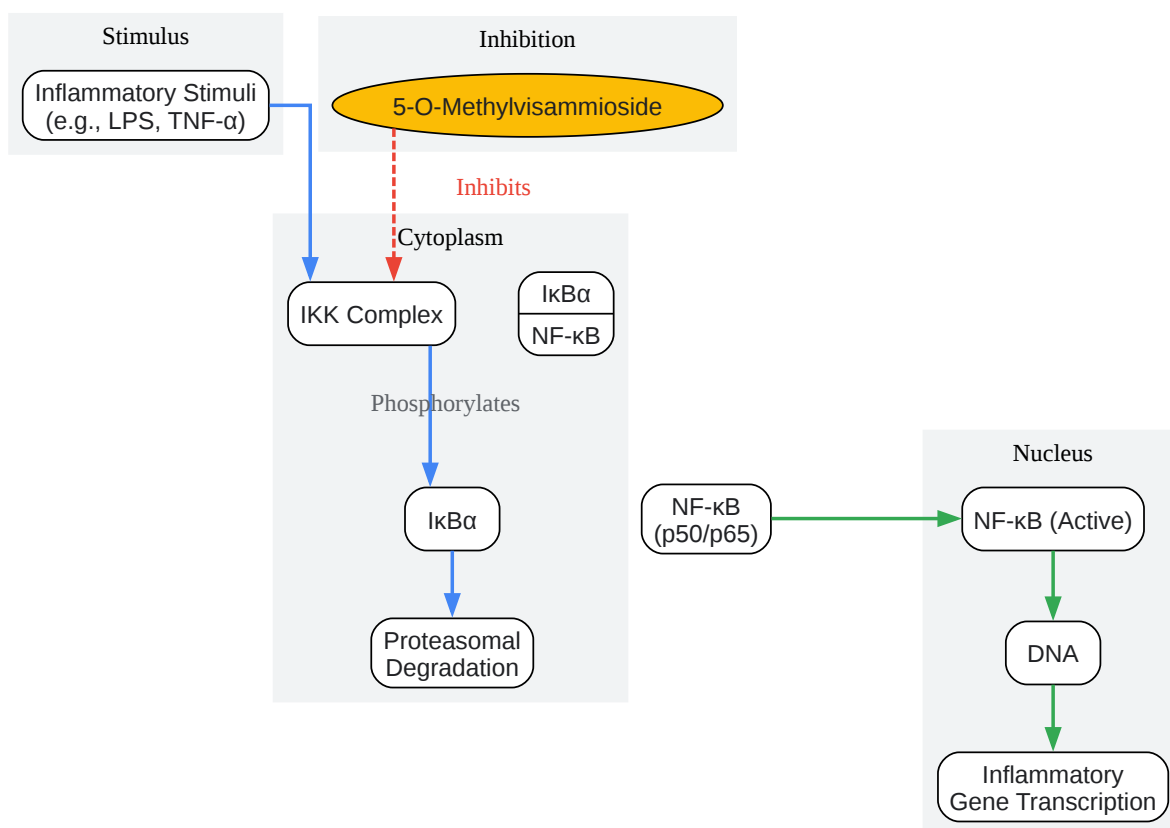 Stimulus
Inflammatory Stimuli
(e.g., LPS, TNF-α)
Inhibition
5-O-Methylvisammioside
Inhibits
Cytoplasm
IKK Complex
IκBα
NF-κB
Phosphorylates
IκBα
Proteasomal
Degradation
NF-κB
(p50/p65)
Nucleus
NF-κB (Active)
DNA
Inflammatory
Gene Transcription